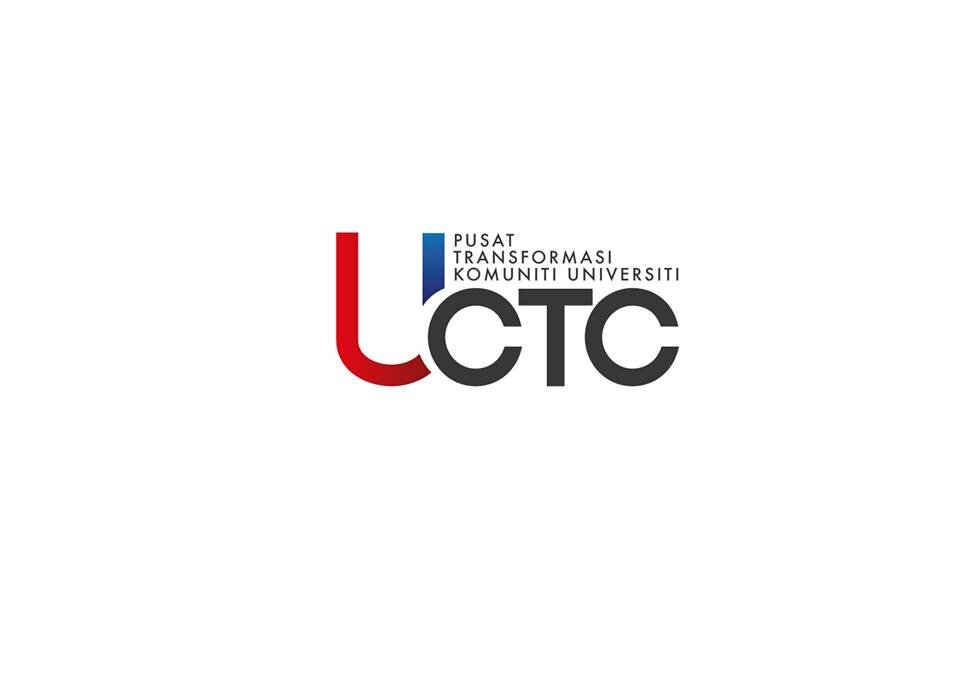 PUSAT
TRANSFORMASI
KOMUNITI UNIVERSITI
UCTC